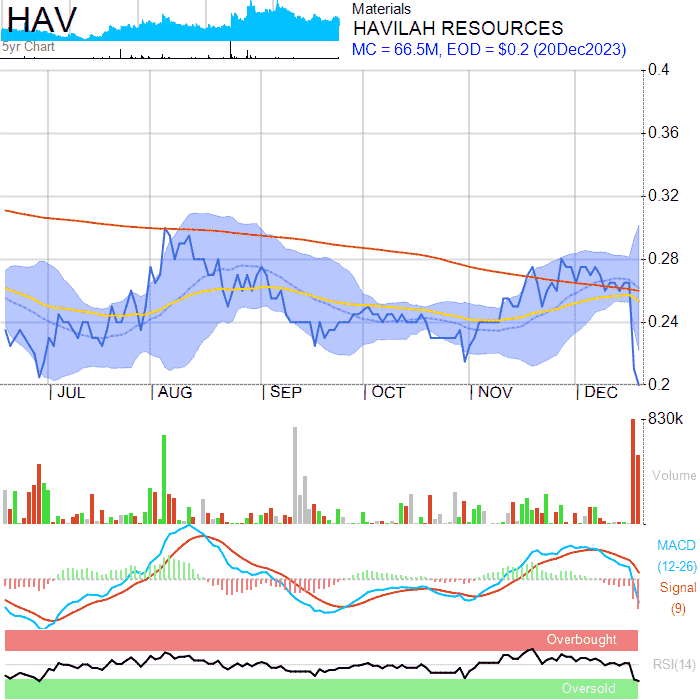 HAV
5yr Chart
Materials
HAVILAH RESOURCES
MC = 66.5M, EOD = $0.2 (20Dec2023)
0.4
0.36
0.32
0.28
0.24
0.2
JUL
AUG
SEP
OCT
NOV
DEC
830k
Volume
MACD
(12-26)
Signal
(9)
Overbought
RSI(14)
Oversold